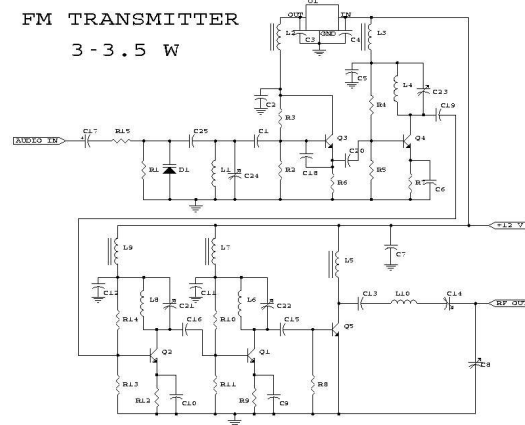 FM TRANSMITTER
3-3.5 W
U1
OUT IN
GND
L2 C3 C4 L3
C5
L4
C23
C2
R3
R4
C19
AUDIO IN
C17 R15
C25
C1
Q3
Q4
C20
R1 D1
L1
C24
R2
C18
R6
R5
R7
C6
+12 V
L9
L7
L5
C7
C12
C21
C11
C22
L8
L6
C13 L10 C14
RF OUT
R14
C16
R10
C15
Q5
Q2
Q1
C8
R13
R12
C10
R11
R9
C9
R8